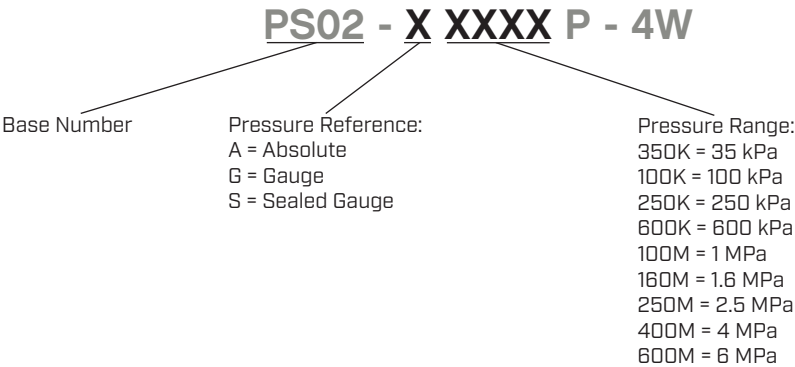 PS02 - X XXXX P - 4W
Base Number
Pressure Reference:
A = Absolute
G = Gauge
S = Sealed Gauge
Pressure Range:
350K = 35 kPa
100K = 100 kPa
250K = 250 kPa
600K = 600 kPa
100M = 1 MPa
160M = 1.6 MPa
250M = 2.5 MPa
400M = 4 MPa
600M = 6 MPa